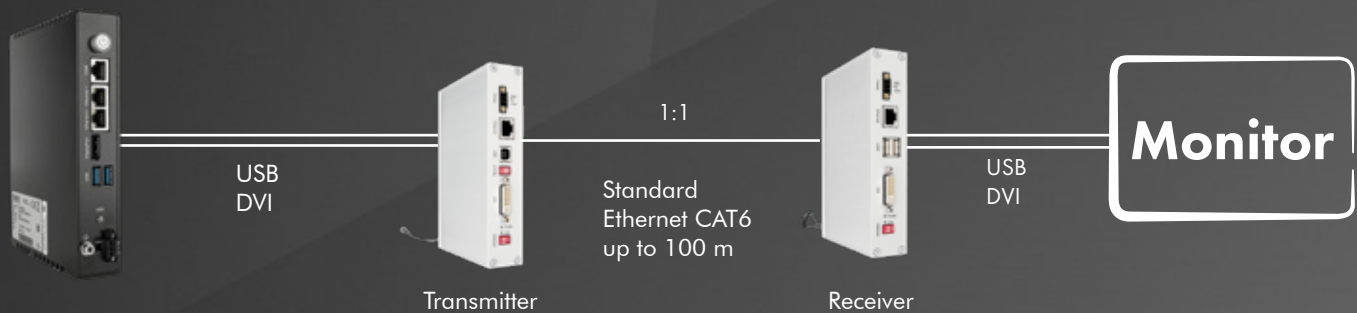 USB
DVI
1:1
Standard
Ethernet CAT6
up to 100 m
USB
DVI
Monitor
Transmitter
Receiver